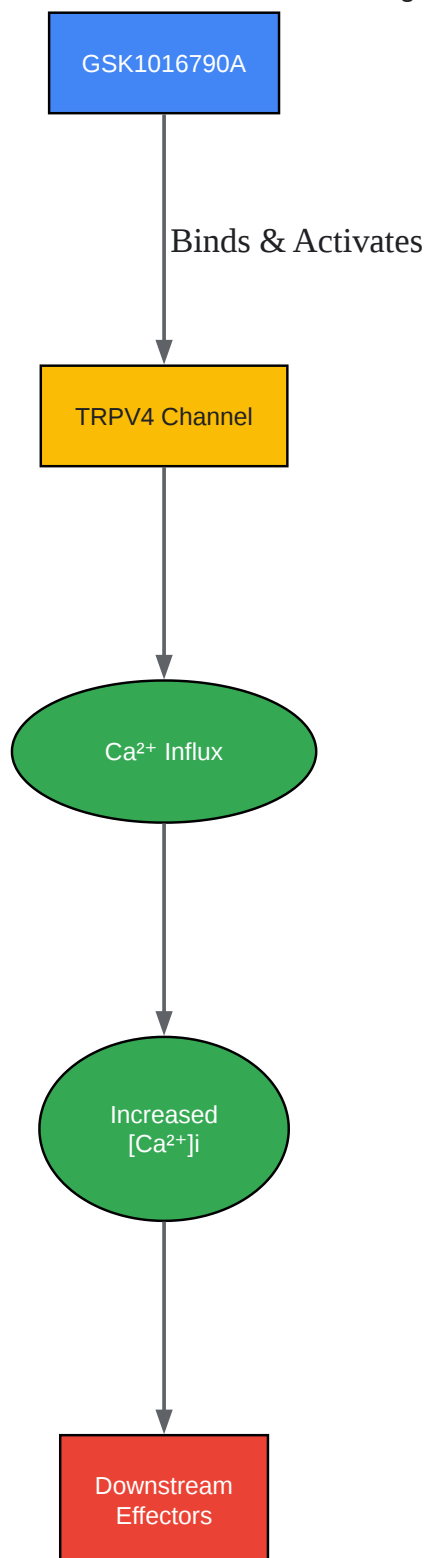 GSK1016790A
Binds & Activates
TRPV4 Channel
Ca²⁺ Influx
Increased
[Ca²⁺]i
Downstream
Effectors